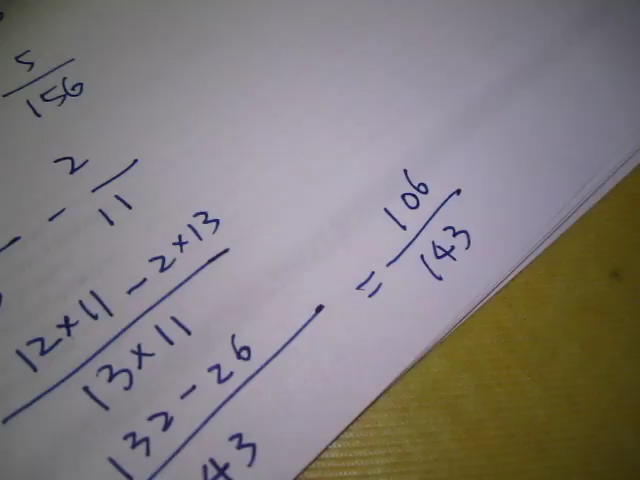 5/156
- 2/11
12×11 - 2×13 / 13×11
132 - 26 / 143 = 106/143